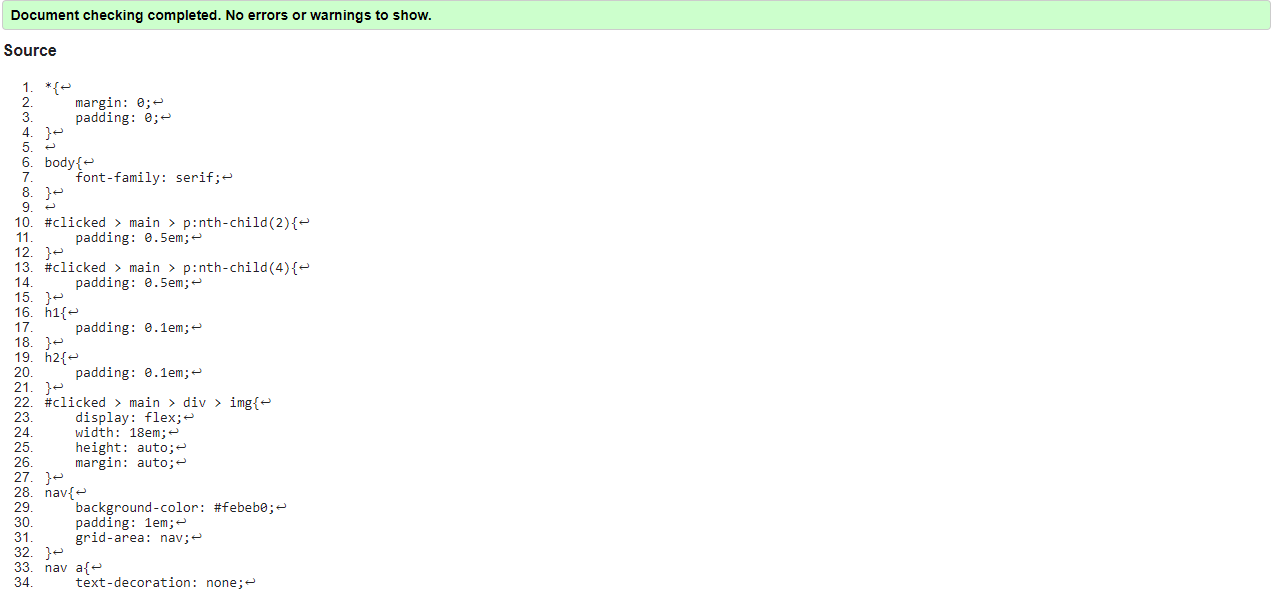 Document checking completed. No errors or warnings to show.
Source
1. *{↩
2.     margin: 0;↩
3.     padding: 0;↩
4. }↩
5. ↩
6. body{↩
7.     font-family: serif;↩
8. }↩
9. ↩
10. #clicked > main > p:nth-child(2){↩
11.     padding: 0.5em;↩
12. }↩
13. #clicked > main > p:nth-child(4){↩
14.     padding: 0.5em;↩
15. }↩
16. h1{↩
17.     padding: 0.1em;↩
18. }↩
19. h2{↩
20.     padding: 0.1em;↩
21. }↩
22. #clicked > main > div > img{↩
23.     display: flex;↩
24.     width: 18em;↩
25.     height: auto;↩
26.     margin: auto;↩
27. }↩
28. nav{↩
29.     background-color: #febeb0;↩
30.     padding: 1em;↩
31.     grid-area: nav;↩
32. }↩
33. nav a{↩
34.     text-decoration: none;↩